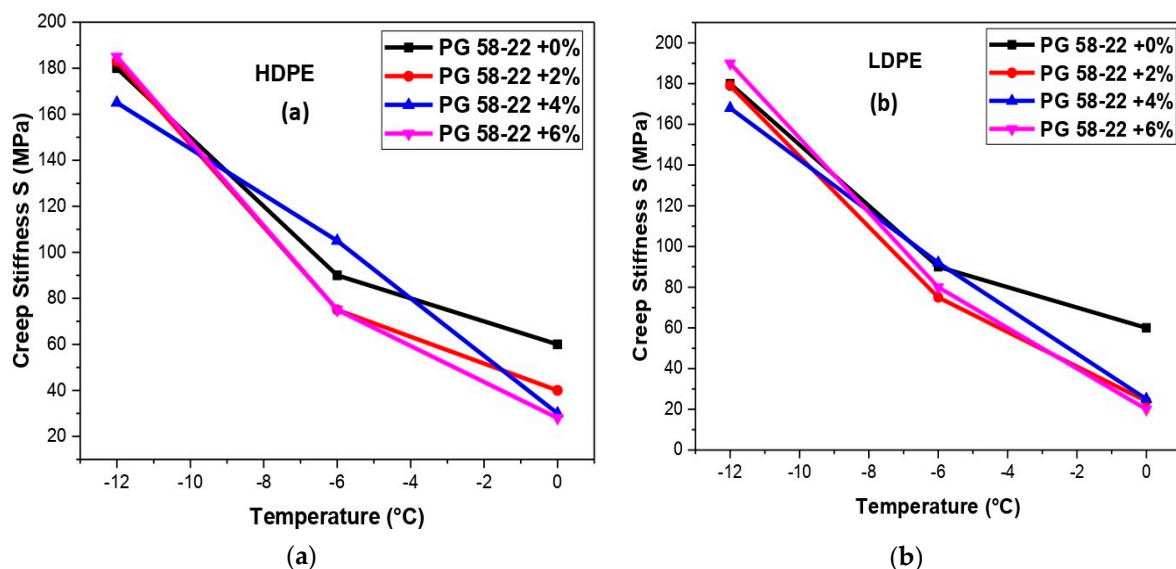 Creep Stiffness S (MPa)
200
180
160
140
120
100
80
60
40
20
HDPE
(a)
PG 58-22 +0%
PG 58-22 +2%
PG 58-22 +4%
PG 58-22 +6%
-12
-10
-8
-6
-4
-2
0
Temperature (°C)
(a)
Creep Stiffness S (MPa)
200
180
160
140
120
100
80
60
40
20
0
LDPE
(b)
PG 58-22 +0%
PG 58-22 +2%
PG 58-22 +4%
PG 58-22 +6%
-12
-10
-8
-6
-4
-2
0
Temperature (°C)
(b)